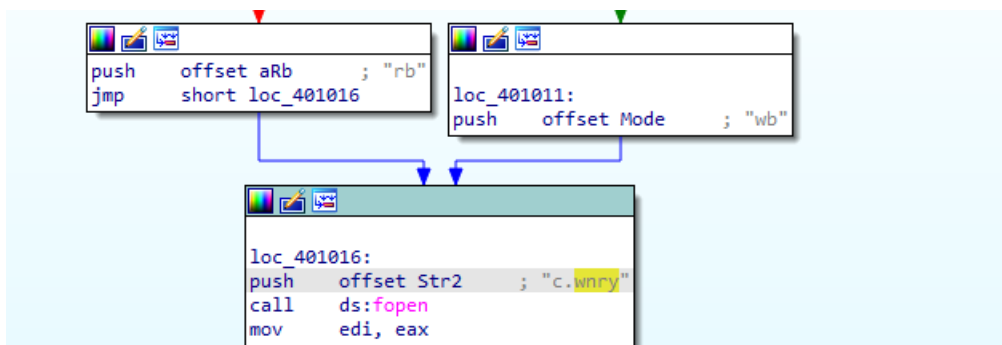 push offset aRb ; "rb"
jmp short loc_401016
loc_401011:
push offset Mode ; "wb"
loc_401016:
push offset Str2 ; "c.wnry"
call ds:fopen
mov edi, eax